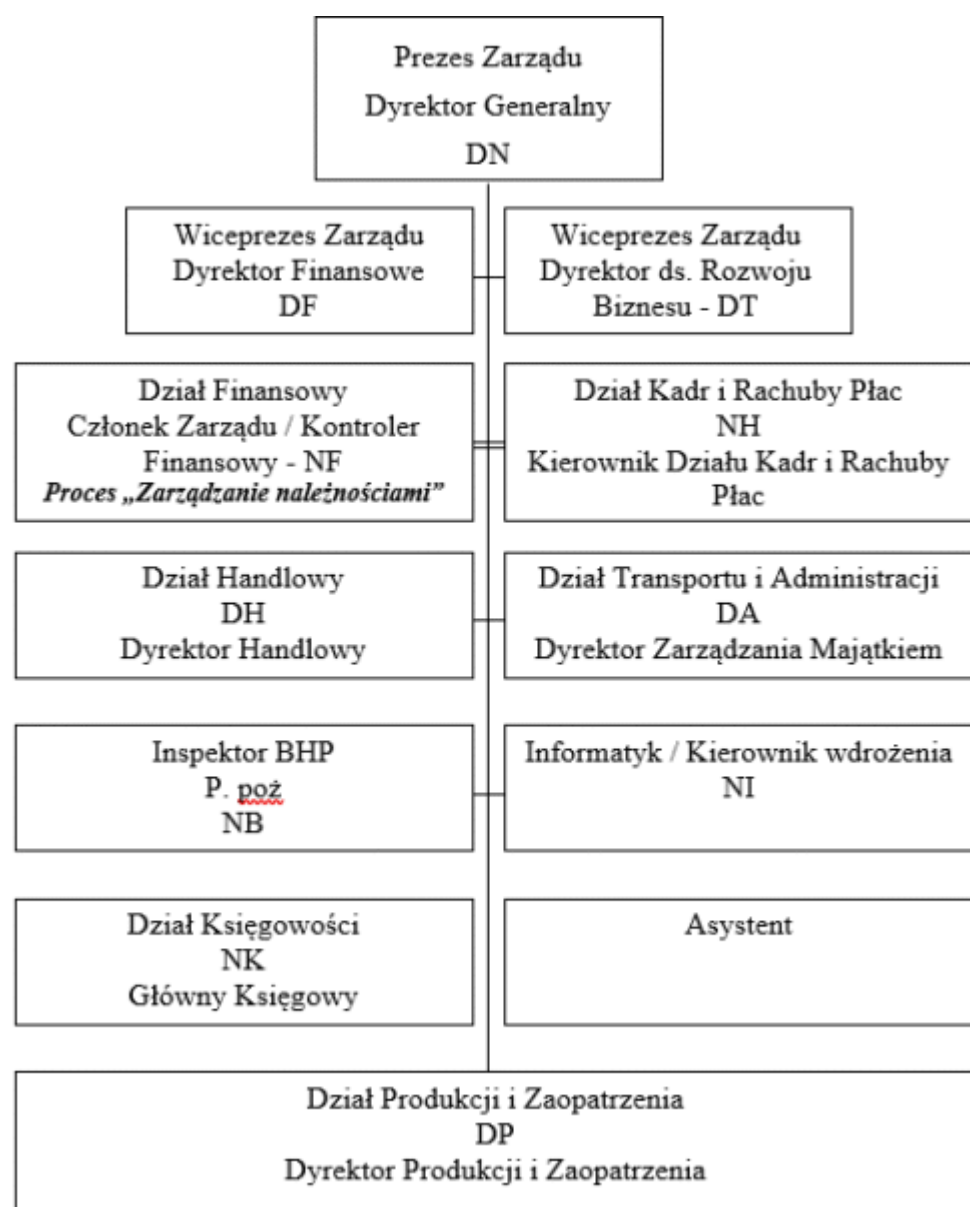 Prezes Zarządu
Dyrektor Generalny
DN
Wiceprezes Zarządu
Dyrektor Finansowe
DF
Wiceprezes Zarządu
Dyrektor ds. Rozwoju
Biznesu - DT
Dział Finansowy
Członek Zarządu / Kontroler
Finansowy - NF
Proces „Zarządzanie należnościami”
Dział Kadr i Rachuby Płac
NH
Kierownik Działu Kadr i Rachuby
Płac
Dział Handlowy
DH
Dyrektor Handlowy
Dział Transportu i Administracji
DA
Dyrektor Zarządzania Majątkiem
Inspektor BHP
P. poż
NB
Informatyk / Kierownik wdrożenia
NI
Dział Księgowości
NK
Główny Księgowy
Asystent
Dział Produkcji i Zaopatrzenia
DP
Dyrektor Produkcji i Zaopatrzenia